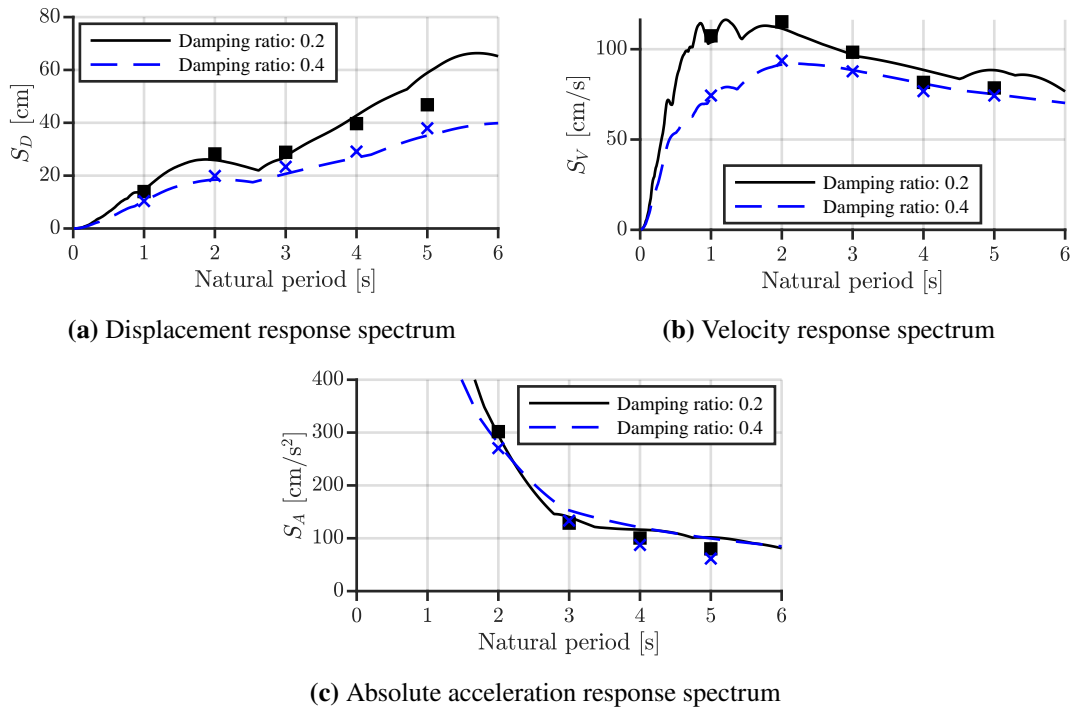 80
60
40
20
0
S_D [cm]
Damping ratio: 0.2
Damping ratio: 0.4
0 1 2 3 4 5 6
Natural period [s]
(a) Displacement response spectrum
100
50
0
S_V [cm/s]
Damping ratio: 0.2
Damping ratio: 0.4
0 1 2 3 4 5 6
Natural period [s]
(b) Velocity response spectrum
400
300
200
100
0
S_A [cm/s²]
Damping ratio: 0.2
Damping ratio: 0.4
0 1 2 3 4 5 6
Natural period [s]
(c) Absolute acceleration response spectrum